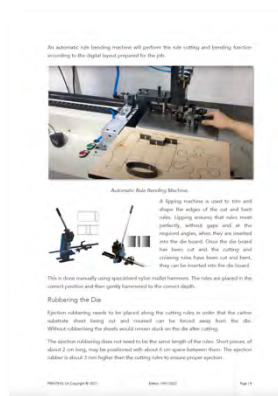 An automatic rule bending machine will perform the rule cutting and bending function
according to the digital layout prepared for the job.
Automatic Rule Bending Machine.
A lipping machine is used to trim and
shape the edges of the cut and bent
rules. Lipping ensures that rules meet
perfectly, without gaps and at the
required angles, when they are inserted
into the die board. Once the die board
has been cut and the cutting and
creasing rules have been cut and bent,
they can be inserted into the die board.
This is done manually using specialised nylon mallet hammers. The rules are placed in the
correct position and then gently hammered to the correct depth.
Rubbering the Die
Ejection rubbering needs to be placed along the cutting rules in order that the carton
substrate sheet being cut and creased can be forced away from the die.
Without rubbering the sheets would remain stuck on the die after cutting.
The ejection rubbering does not need to be the same length of the rules. Short pieces, of
about 2 cm long, may be positioned with about 6 cm space between them. The ejection
rubber is about 3 mm higher than the cutting rules to ensure proper ejection.
PRINTING SA Copyright © 2021
Page | 6